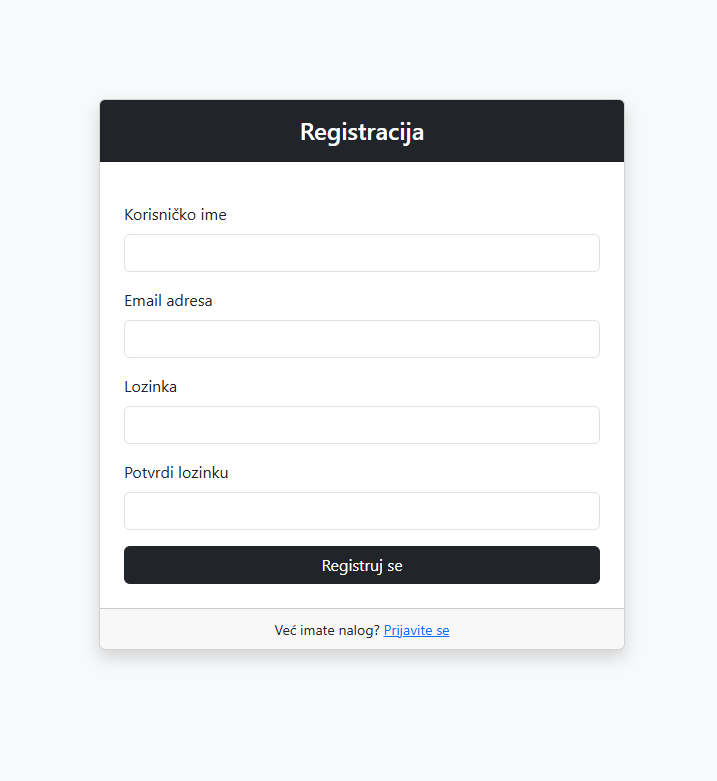 Registracija
Korisničko ime
Email adresa
Lozinka
Potvrdi lozinku
Registruj se
Već imate nalog? Prijavite se